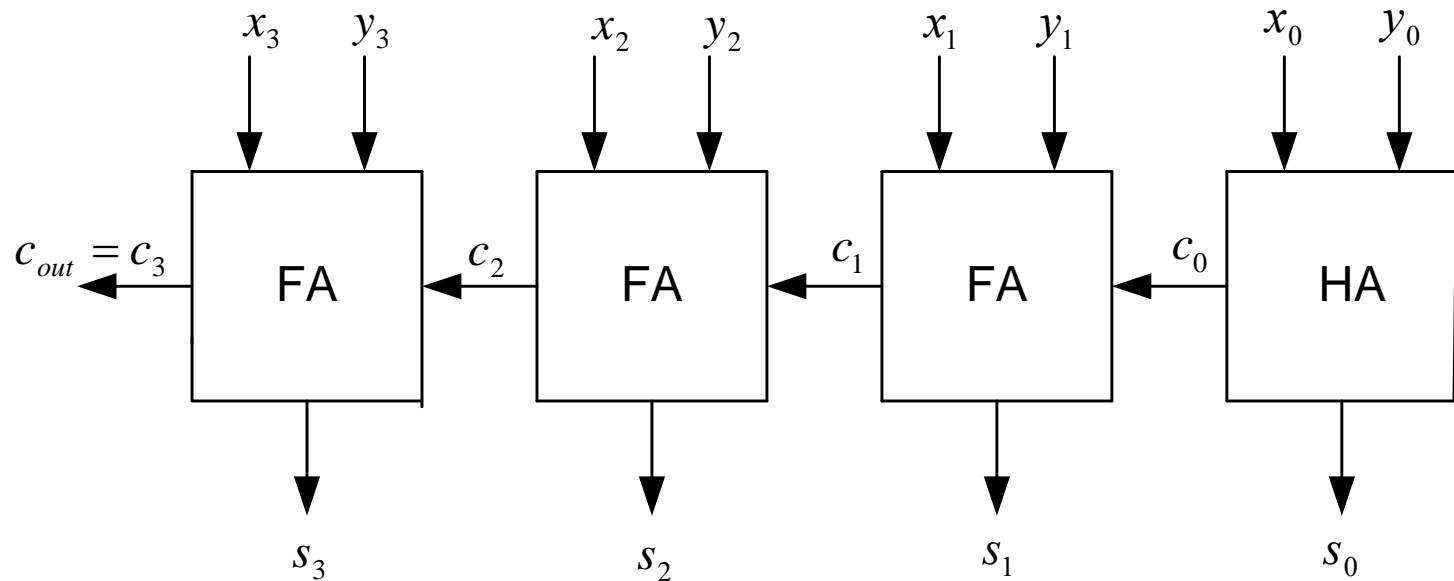 x₃ y₃ x₂ y₂ x₁ y₁ x₀ y₀
c_out = c₃ c₂ c₁ c₀
FA FA FA HA
s₃ s₂ s₁ s₀